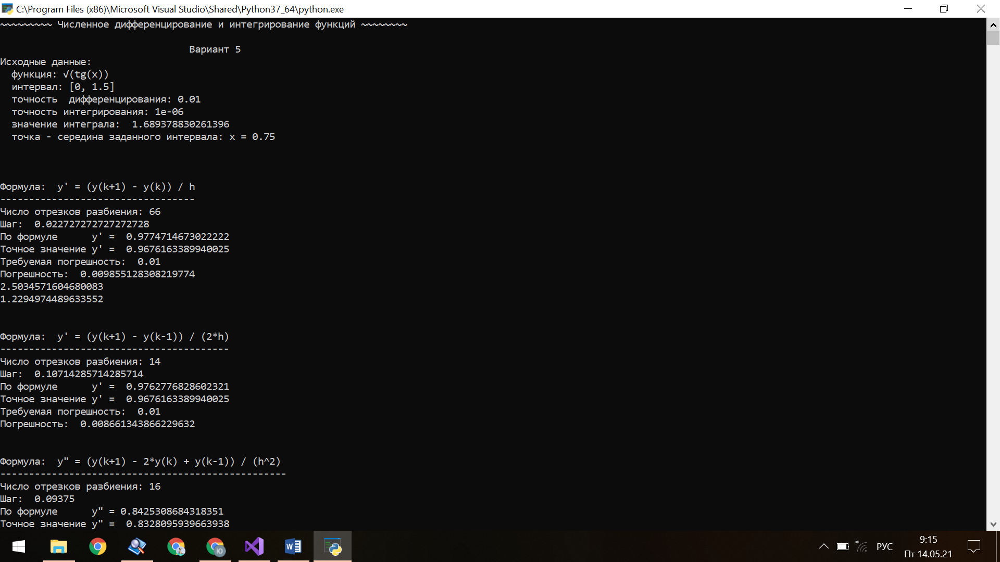 C:\Program Files (x86)\Microsoft Visual Studio\Shared\Python37_64\python.exe
~~~~~~~~~ Численное дифференцирование и интегрирование функций ~~~~~~~~
Вариант 5
Исходные данные:
функция: √(tg(x))
интервал: [0, 1.5]
точность  дифференцирования: 0.01
точность интегрирования: 1e-06
значение интеграла:  1.689378830261396
точка - середина заданного интервала: x = 0.75
Формула:  y' = (y(k+1) - y(k)) / h
----------------------------------
Число отрезков разбиения: 66
Шаг:  0.022727272727272728
По формуле      y' =  0.9774714673022222
Точное значение y' =  0.9676163389940025
Требуемая погрешность:  0.01
Погрешность:  0.009855128308219774
2.5034571604680083
1.2294974489633552
Формула:  y' = (y(k+1) - y(k-1)) / (2*h)
----------------------------------------
Число отрезков разбиения: 14
Шаг:  0.10714285714285714
По формуле      y' =  0.9762776828602321
Точное значение y' =  0.9676163389940025
Требуемая погрешность:  0.01
Погрешность:  0.008661343866229632
Формула:  y" = (y(k+1) - 2*y(k) + y(k-1)) / (h^2)
--------------------------------------------------
Число отрезков разбиения: 16
Шаг:  0.09375
По формуле      y" = 0.8425308684318351
Точное значение y" =  0.8328095939663938
РУС
9:15
Пт 14.05.21